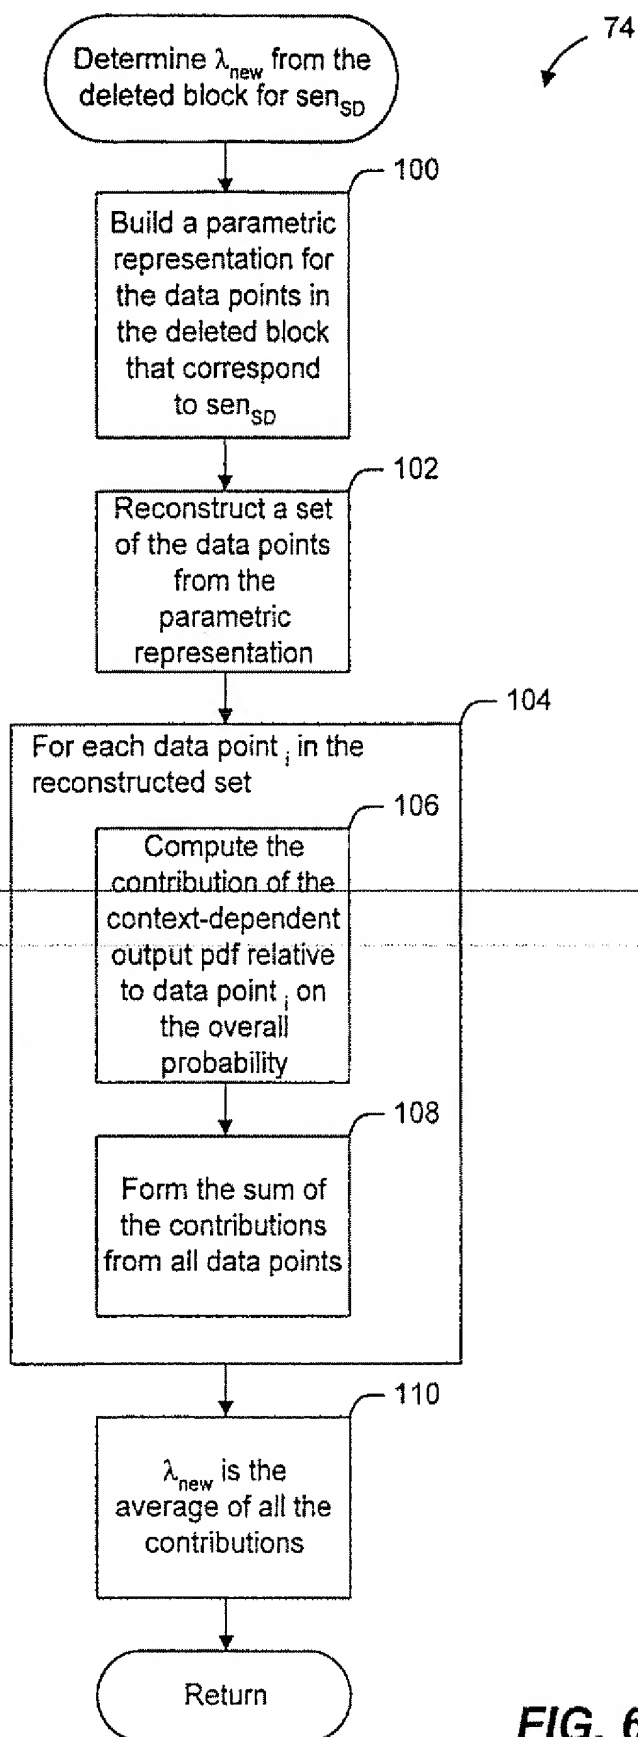 74
Determine λnew from the
deleted block for senSD
100
Build a parametric
representation for
the data points in
the deleted block
that correspond
to senSD
102
Reconstruct a set
of the data points
from the
parametric
representation
104
For each data point i in the
reconstructed set
106
Compute the
contribution of the
context-dependent
output pdf relative
to data point i on
the overall
probability
108
Form the sum of
the contributions
from all data points
110
λnew is the
average of all the
contributions
Return
FIG. 6